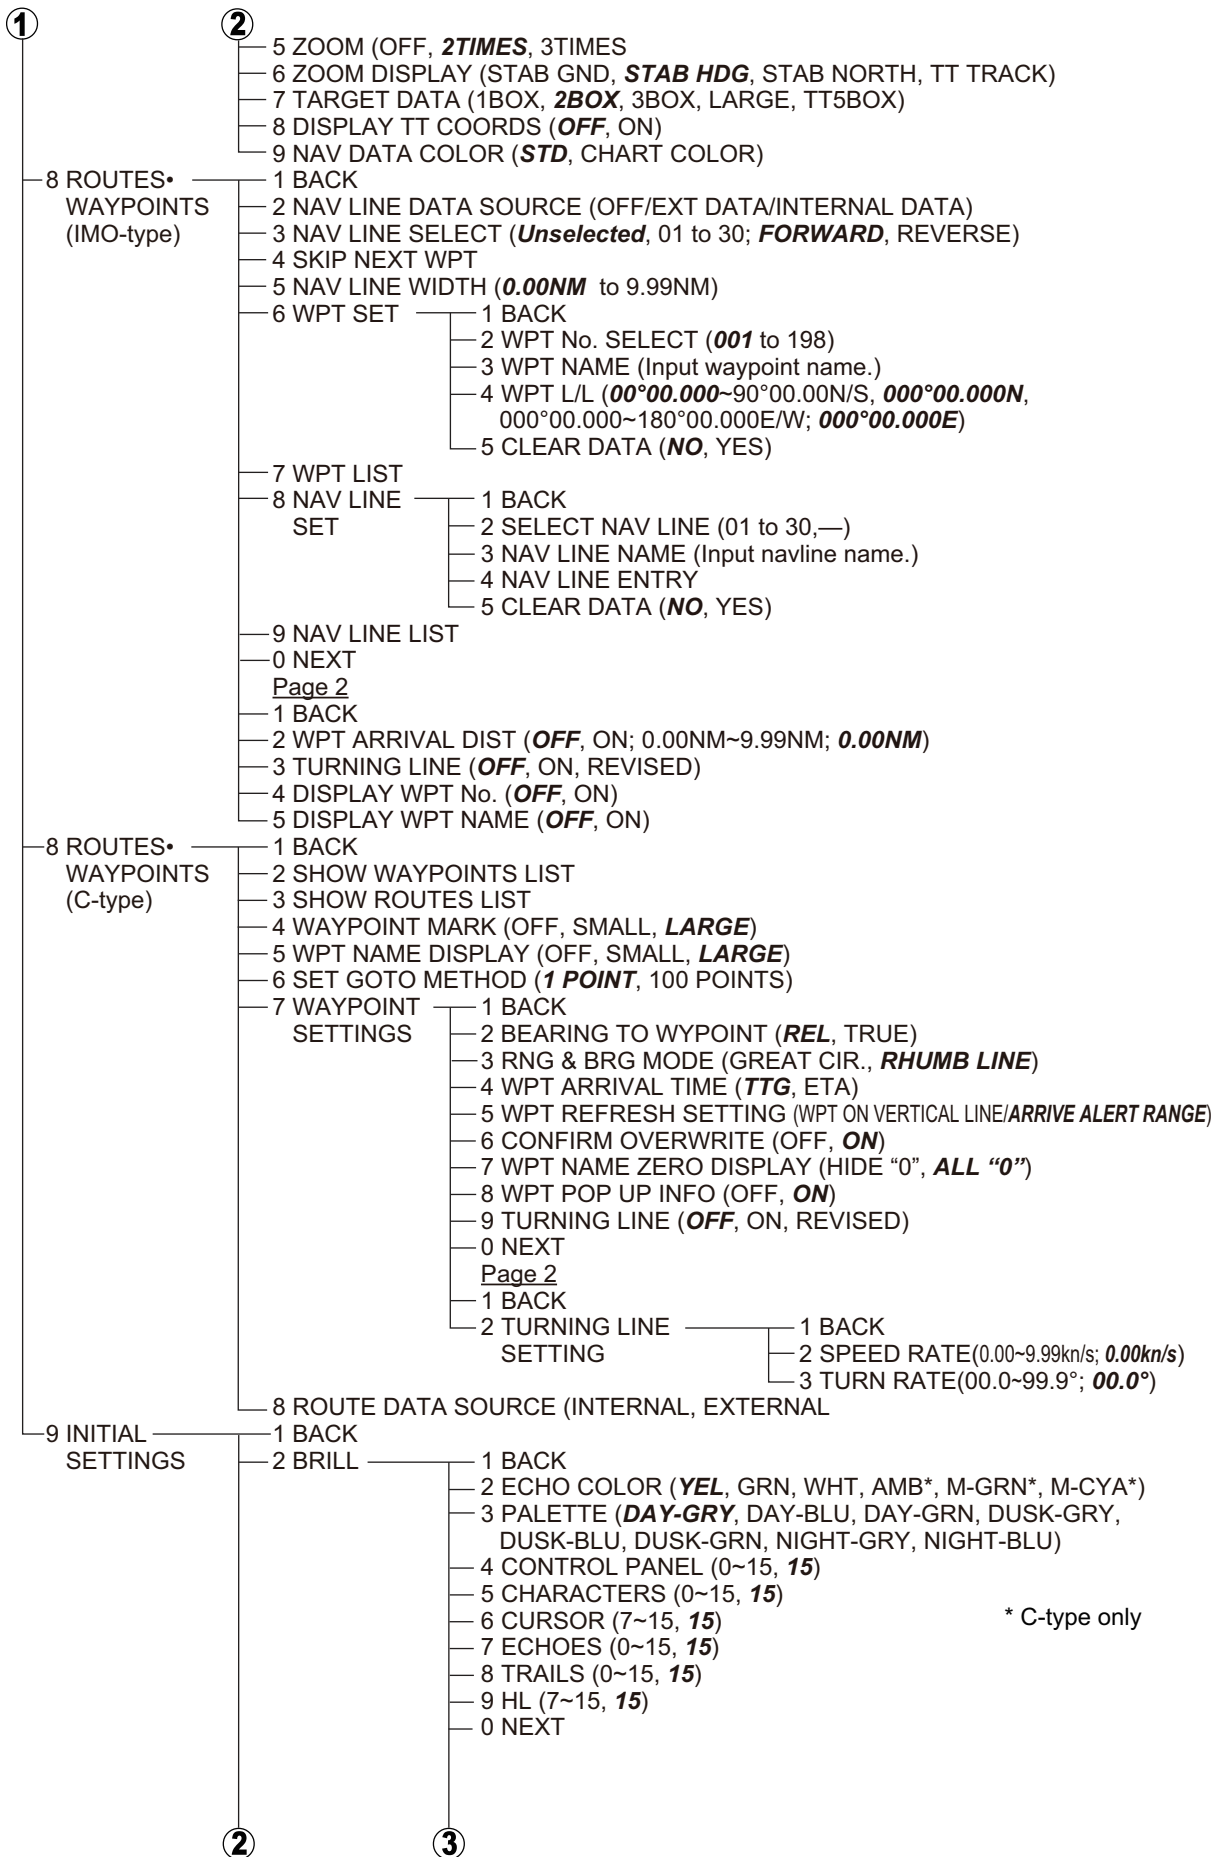 1 2
5 ZOOM (OFF, 2TIMES, 3TIMES
6 ZOOM DISPLAY (STAB GND, STAB HDG, STAB NORTH, TT TRACK)
7 TARGET DATA (1BOX, 2BOX, 3BOX, LARGE, TT5BOX)
8 DISPLAY TT COORDS (OFF, ON)
9 NAV DATA COLOR (STD, CHART COLOR)
8 ROUTES•
WAYPOINTS
(IMO-type)
1 BACK
2 NAV LINE DATA SOURCE (OFF/EXT DATA/INTERNAL DATA)
3 NAV LINE SELECT (Unselected, 01 to 30; FORWARD, REVERSE)
4 SKIP NEXT WPT
5 NAV LINE WIDTH (0.00NM to 9.99NM)
6 WPT SET
1 BACK
2 WPT No. SELECT (001 to 198)
3 WPT NAME (Input waypoint name.)
4 WPT L/L (00°00.000~90°00.00N/S, 000°00.000N,
000°00.000~180°00.000E/W; 000°00.000E)
5 CLEAR DATA (NO, YES)
7 WPT LIST
8 NAV LINE
SET
1 BACK
2 SELECT NAV LINE (01 to 30,—)
3 NAV LINE NAME (Input navline name.)
4 NAV LINE ENTRY
5 CLEAR DATA (NO, YES)
9 NAV LINE LIST
0 NEXT
Page 2
1 BACK
2 WPT ARRIVAL DIST (OFF, ON; 0.00NM~9.99NM; 0.00NM)
3 TURNING LINE (OFF, ON, REVISED)
4 DISPLAY WPT No. (OFF, ON)
5 DISPLAY WPT NAME (OFF, ON)
8 ROUTES•
WAYPOINTS
(C-type)
1 BACK
2 SHOW WAYPOINTS LIST
3 SHOW ROUTES LIST
4 WAYPOINT MARK (OFF, SMALL, LARGE)
5 WPT NAME DISPLAY (OFF, SMALL, LARGE)
6 SET GOTO METHOD (1 POINT, 100 POINTS)
7 WAYPOINT
SETTINGS
1 BACK
2 BEARING TO WYPOINT (REL, TRUE)
3 RNG & BRG MODE (GREAT CIR., RHUMB LINE)
4 WPT ARRIVAL TIME (TTG, ETA)
5 WPT REFRESH SETTING (WPT ON VERTICAL LINE/ARRIVE ALERT RANGE)
6 CONFIRM OVERWRITE (OFF, ON)
7 WPT NAME ZERO DISPLAY (HIDE “0”, ALL “0”)
8 WPT POP UP INFO (OFF, ON)
9 TURNING LINE (OFF, ON, REVISED)
0 NEXT
Page 2
1 BACK
2 TURNING LINE
SETTING
1 BACK
2 SPEED RATE(0.00~9.99kn/s; 0.00kn/s)
3 TURN RATE(00.0~99.9°; 00.0°)
8 ROUTE DATA SOURCE (INTERNAL, EXTERNAL
9 INITIAL
SETTINGS
1 BACK
2 BRILL
1 BACK
2 ECHO COLOR (YEL, GRN, WHT, AMB*, M-GRN*, M-CYA*)
3 PALETTE (DAY-GRY, DAY-BLU, DAY-GRN, DUSK-GRY,
DUSK-BLU, DUSK-GRN, NIGHT-GRY, NIGHT-BLU)
4 CONTROL PANEL (0~15, 15)
5 CHARACTERS (0~15, 15)
6 CURSOR (7~15, 15)
7 ECHOES (0~15, 15)
8 TRAILS (0~15, 15)
9 HL (7~15, 15)
0 NEXT
* C-type only
2 3